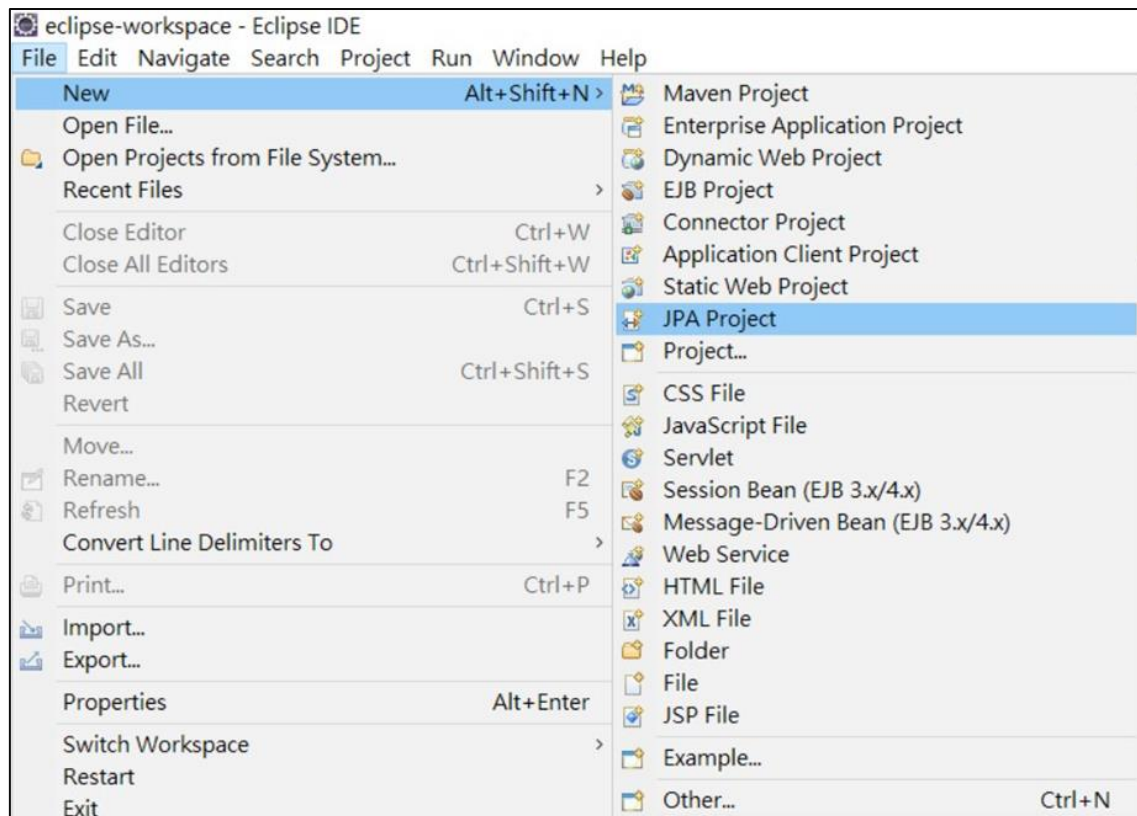 eclipse-workspace - Eclipse IDE
File Edit Navigate Search Project Run Window Help
New Alt+Shift+N >
Open File...
Open Projects from File System...
Recent Files >
Close Editor Ctrl+W
Close All Editors Ctrl+Shift+W
Save Ctrl+S
Save As...
Save All Ctrl+Shift+S
Revert
Move...
Rename... F2
Refresh F5
Convert Line Delimiters To >
Print... Ctrl+P
Import...
Export...
Properties Alt+Enter
Switch Workspace >
Restart
Exit
Maven Project
Enterprise Application Project
Dynamic Web Project
EJB Project
Connector Project
Application Client Project
Static Web Project
JPA Project
Project...
CSS File
JavaScript File
Servlet
Session Bean (EJB 3.x/4.x)
Message-Driven Bean (EJB 3.x/4.x)
Web Service
HTML File
XML File
Folder
File
JSP File
Example...
Other... Ctrl+N